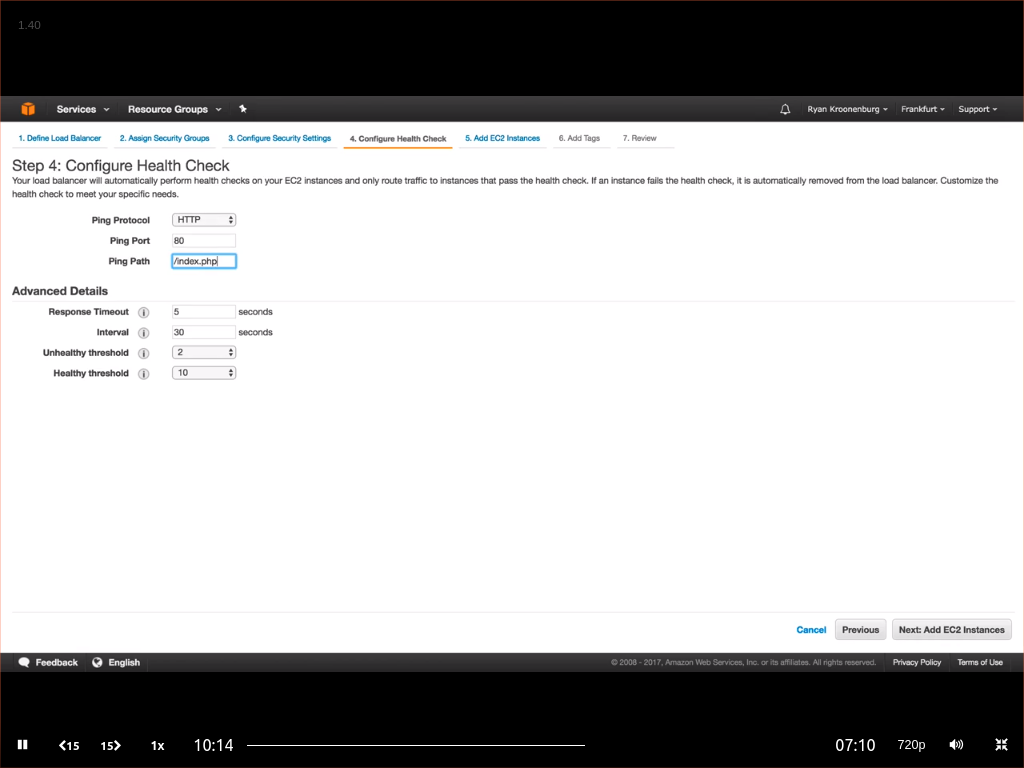 1.40
Services Resource Groups Ryan Kroonenburg Frankfurt Support
1. Define Load Balancer 2. Assign Security Groups 3. Configure Security Settings 4. Configure Health Check 5. Add EC2 Instances 6. Add Tags 7. Review
Step 4: Configure Health Check
Your load balancer will automatically perform health checks on your EC2 instances and only route traffic to instances that pass the health check. If an instance fails the health check, it is automatically removed from the load balancer. Customize the
health check to meet your specific needs.
Ping Protocol HTTP
Ping Port 80
Ping Path /index.php
Advanced Details
Response Timeout i 5 seconds
Interval i 30 seconds
Unhealthy threshold i 2
Healthy threshold i 10
Cancel Previous Next: Add EC2 Instances
Feedback English © 2008 - 2017, Amazon Web Services, Inc. or its affiliates. All rights reserved. Privacy Policy Terms of Use
15 15 1x 10:14 07:10 720p